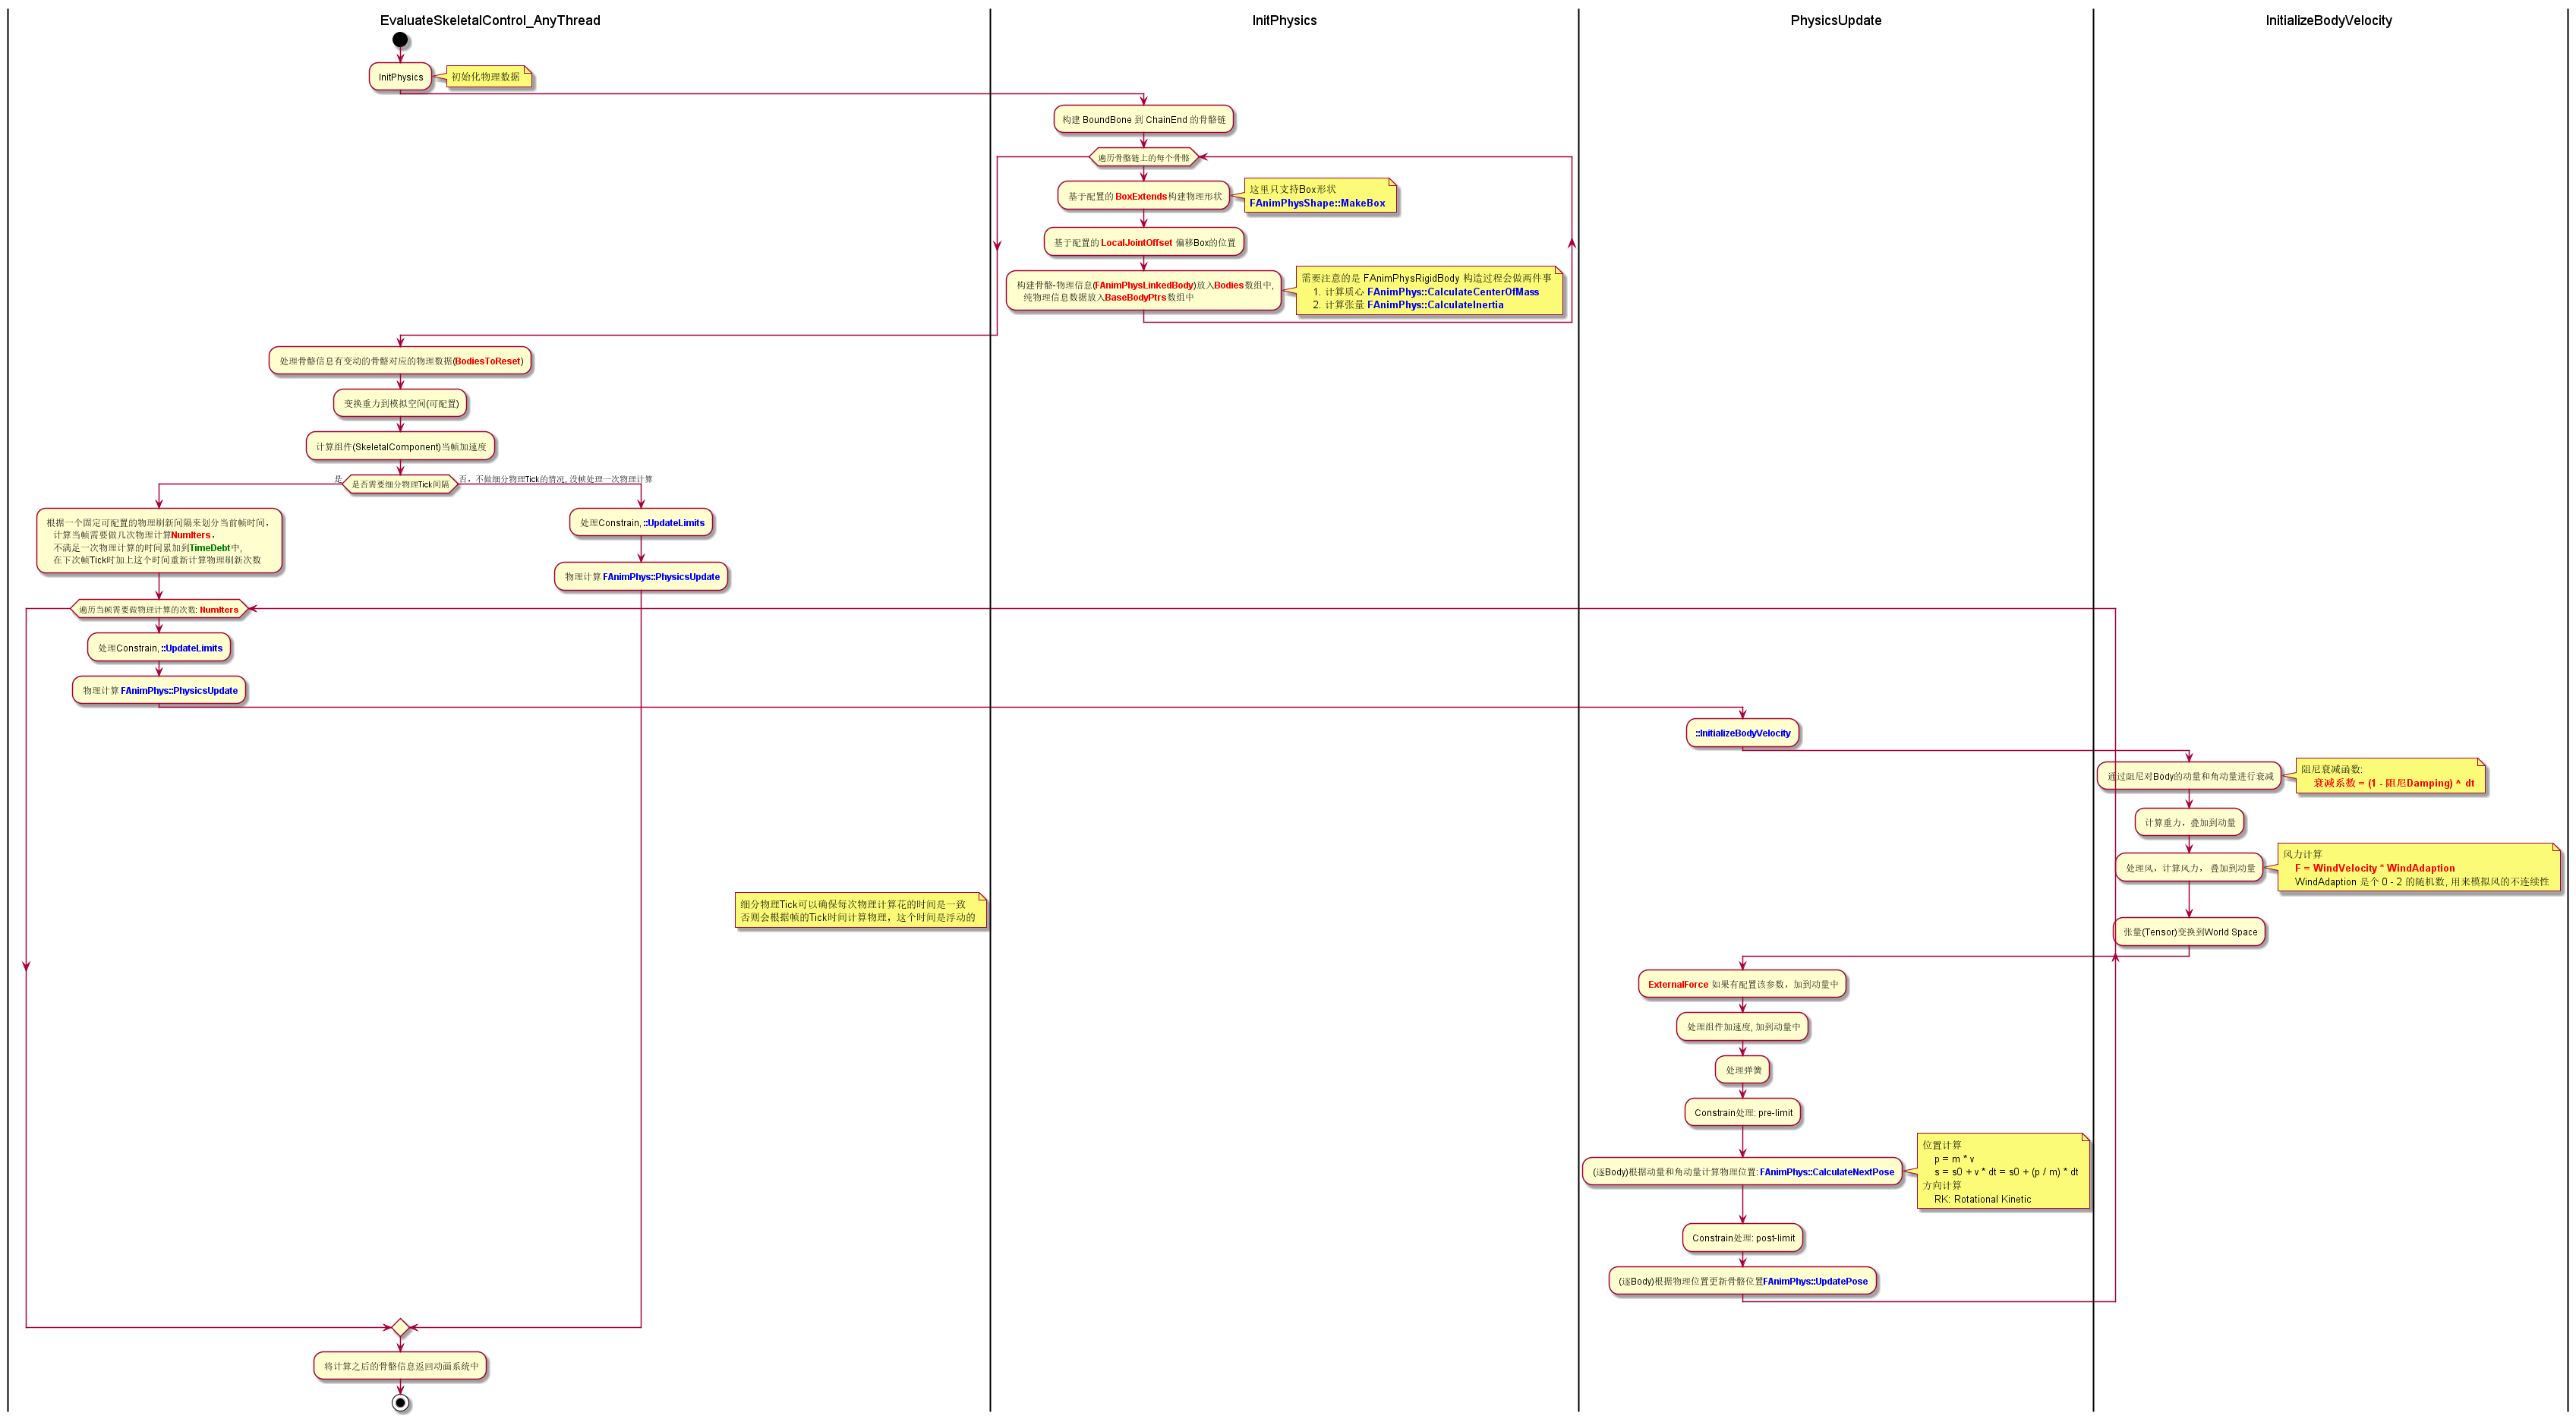 EvaluateSkeletalControl_AnyThread
InitPhysics
PhysicsUpdate
InitializeBodyVelocity
InitPhysics
初始化物理数据
构建 BoundBone 到 ChainEnd 的骨骼链
遍历骨骼链上的每个骨骼
基于配置的 BoxExtends构建物理形状
这里只支持Box形状
FAnimPhysShape::MakeBox
基于配置的 LocalJointOffset 偏移Box的位置
构建骨骼-物理信息(FAnimPhysLinkedBody)放入Bodies数组中,
纯物理信息数据放入BaseBodyPtrs数组中
需要注意的是 FAnimPhysRigidBody 构造过程会做两件事
1. 计算质心 FAnimPhys::CalculateCenterOfMass
2. 计算张量 FAnimPhys::CalculateInertia
处理骨骼信息有变动的骨骼对应的物理数据(BodiesToReset)
变换重力到模拟空间(可配置)
计算组件(SkeletalComponent)当帧加速度
是
是否需要细分物理Tick间隔
否，不做细分物理Tick的情况, 没帧处理一次物理计算
根据一个固定可配置的物理刷新间隔来划分当前帧时间，
计算当帧需要做几次物理计算NumIters.
不满足一次物理计算的时间累加到TimeDebt中,
在下次帧Tick时加上这个时间重新计算物理刷新次数
处理Constrain, ::UpdateLimits
物理计算 FAnimPhys::PhysicsUpdate
遍历当帧需要做物理计算的次数: NumIters
处理Constrain, ::UpdateLimits
物理计算 FAnimPhys::PhysicsUpdate
::InitializeBodyVelocity
通过阻尼对Body的动量和角动量进行衰减
阻尼衰减函数:
衰减系数 = (1 - 阻尼Damping) ^ dt
计算重力，叠加到动量
处理风，计算风力， 叠加到动量
风力计算
F = WindVelocity * WindAdaption
WindAdaption 是个 0 - 2 的随机数, 用来模拟风的不连续性
细分物理Tick可以确保每次物理计算花的时间是一致
否则会根据帧的Tick时间计算物理，这个时间是浮动的
张量(Tensor)变换到World Space
ExternalForce 如果有配置该参数，加到动量中
处理组件加速度, 加到动量中
处理弹簧
Constrain处理: pre-limit
(逐Body)根据动量和角动量计算物理位置: FAnimPhys::CalculateNextPose
位置计算
p = m * v
s = s0 + v * dt = s0 + (p / m) * dt
方向计算
RK: Rotational Kinetic
Constrain处理: post-limit
(逐Body)根据物理位置更新骨骼位置FAnimPhys::UpdatePose
将计算之后的骨骼信息返回动画系统中